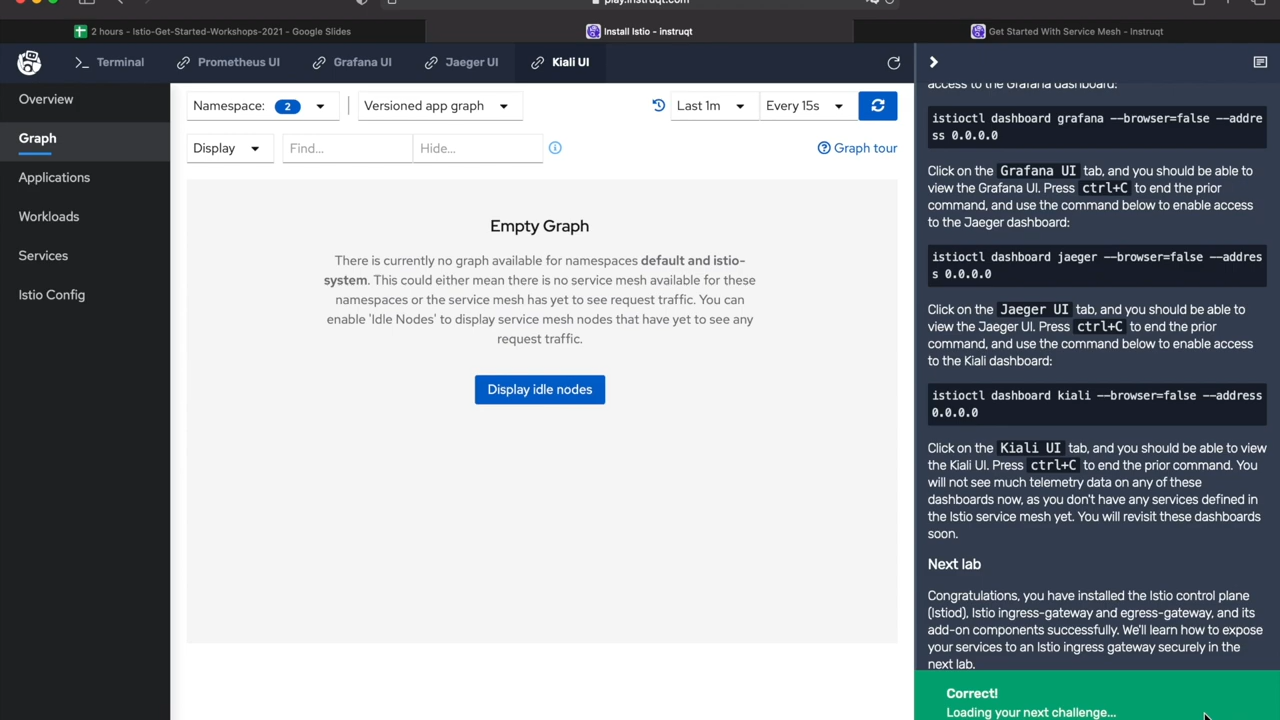 play.instruqt.com
2 hours - Istio-Get-Started-Workshops-2021 - Google Slides
Install Istio - instruqt
Get Started With Service Mesh - Instruqt
>_ Terminal
Prometheus UI
Grafana UI
Jaeger UI
Kiali UI
Overview
Graph
Applications
Workloads
Services
Istio Config
Namespace: 2
Versioned app graph
Last 1m
Every 15s
Display
Find...
Hide...
Graph tour
Empty Graph
There is currently no graph available for namespaces default and istio-
system. This could either mean there is no service mesh available for these
namespaces or the service mesh has yet to see request traffic. You can
enable 'Idle Nodes' to display service mesh nodes that have yet to see any
request traffic.
Display idle nodes
access to the Grafana dashboard:
istioctl dashboard grafana --browser=false --addre
ss 0.0.0.0
Click on the Grafana UI tab, and you should be able to
view the Grafana UI. Press ctrl+C to end the prior
command, and use the command below to enable access
to the Jaeger dashboard:
istioctl dashboard jaeger --browser=false --addres
s 0.0.0.0
Click on the Jaeger UI tab, and you should be able to
view the Jaeger UI. Press ctrl+C to end the prior
command, and use the command below to enable access
to the Kiali dashboard:
istioctl dashboard kiali --browser=false --address
0.0.0.0
Click on the Kiali UI tab, and you should be able to view
the Kiali UI. Press ctrl+C to end the prior command. You
will not see much telemetry data on any of these
dashboards now, as you don't have any services defined in
the Istio service mesh yet. You will revisit these dashboards
soon.
Next lab
Congratulations, you have installed the Istio control plane
(Istiod), Istio ingress-gateway and egress-gateway, and its
add-on components successfully. We'll learn how to expose
your services to an Istio ingress gateway securely in the
next lab.
Correct!
Loading your next challenge...